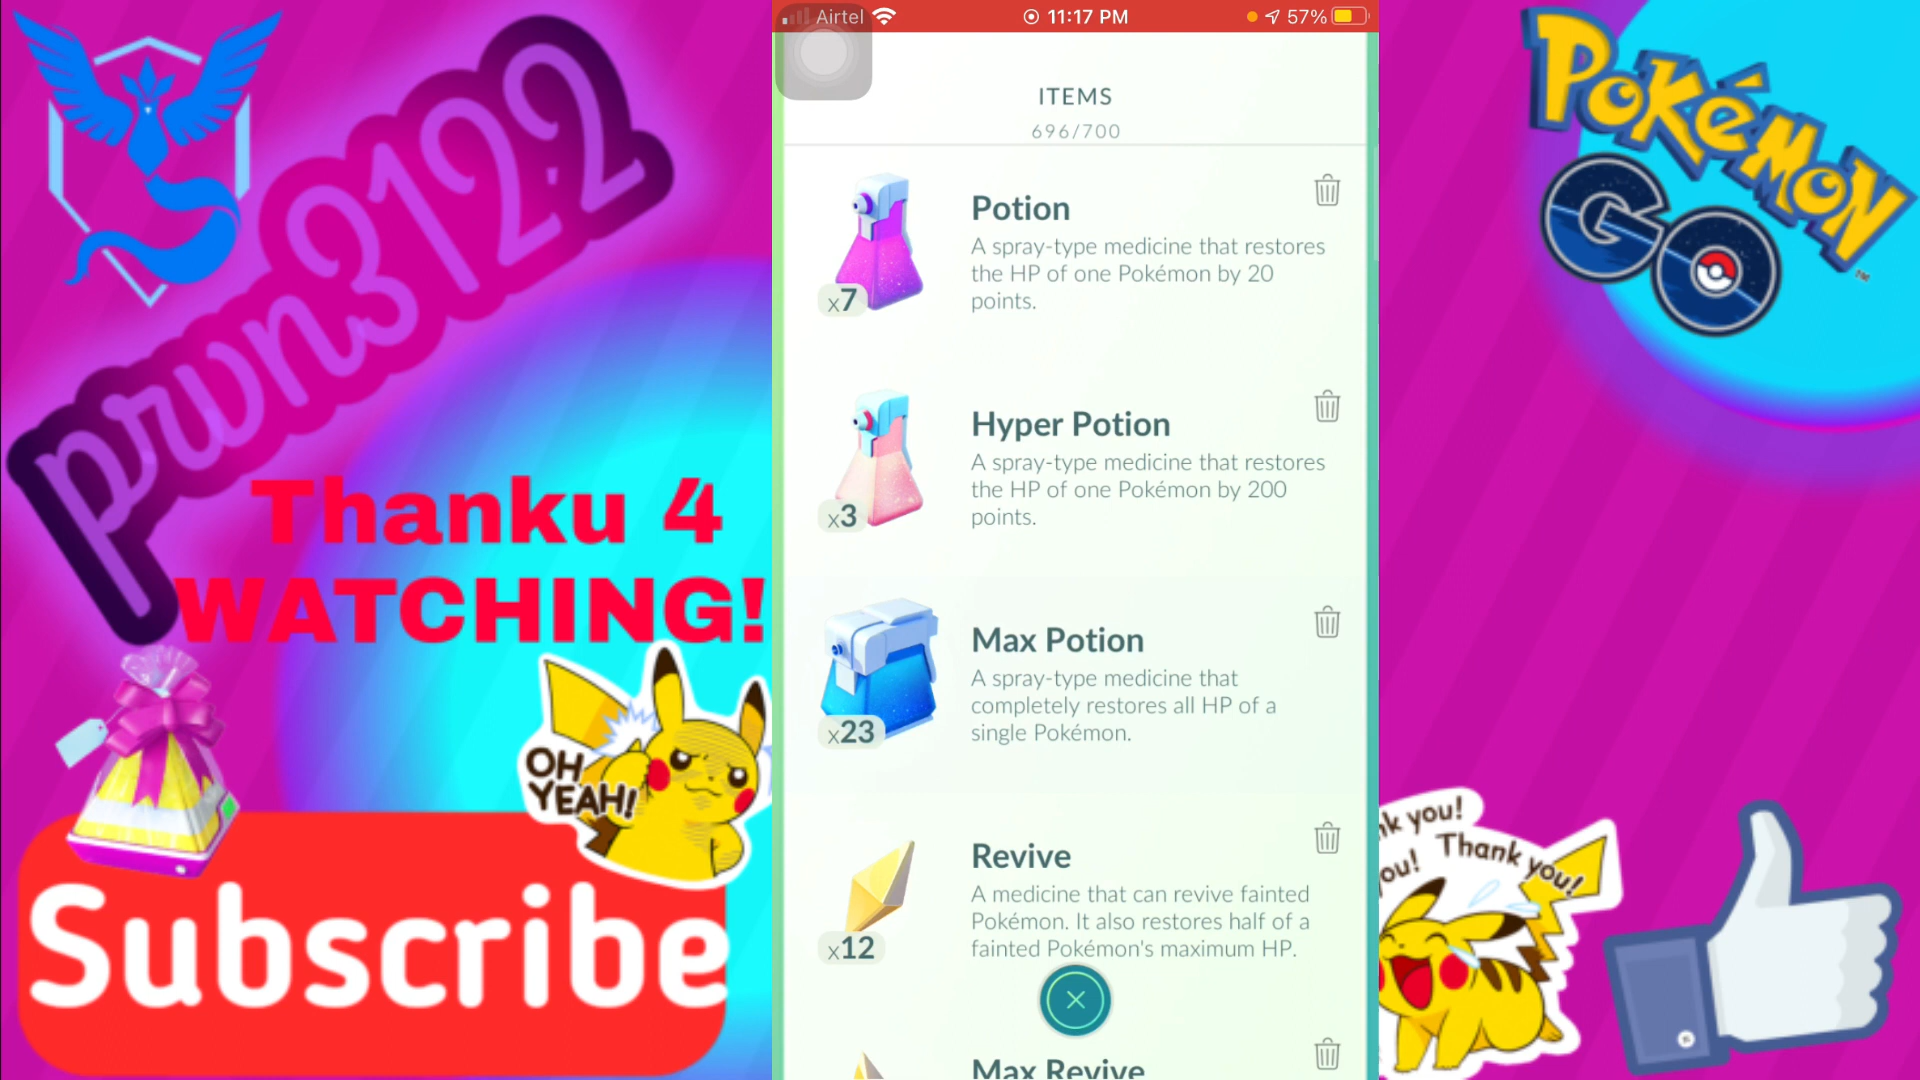 prwn3122
Thanku 4
WATCHING!
OH
YEAH!
Subscribe
Airtel
11:17 PM
57%
ITEMS
696/700
Potion
A spray-type medicine that restores
the HP of one Pokémon by 20
points.
x7
Hyper Potion
A spray-type medicine that restores
the HP of one Pokémon by 200
points.
x3
Max Potion
A spray-type medicine that
completely restores all HP of a
single Pokémon.
x23
Revive
A medicine that can revive fainted
Pokémon. It also restores half of a
fainted Pokémon's maximum HP.
x12
Max Revive
POKéMON
GO
TM
nk you!
ou!
Thank you!